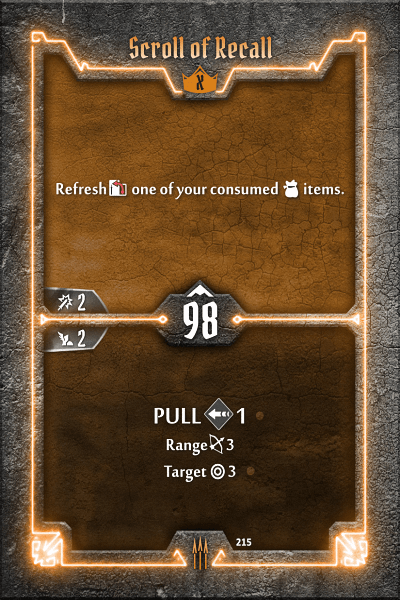 Scroll of Recall
X
Refresh one of your consumed items.
2
98
2
PULL 1
Range 3
Target 3
215